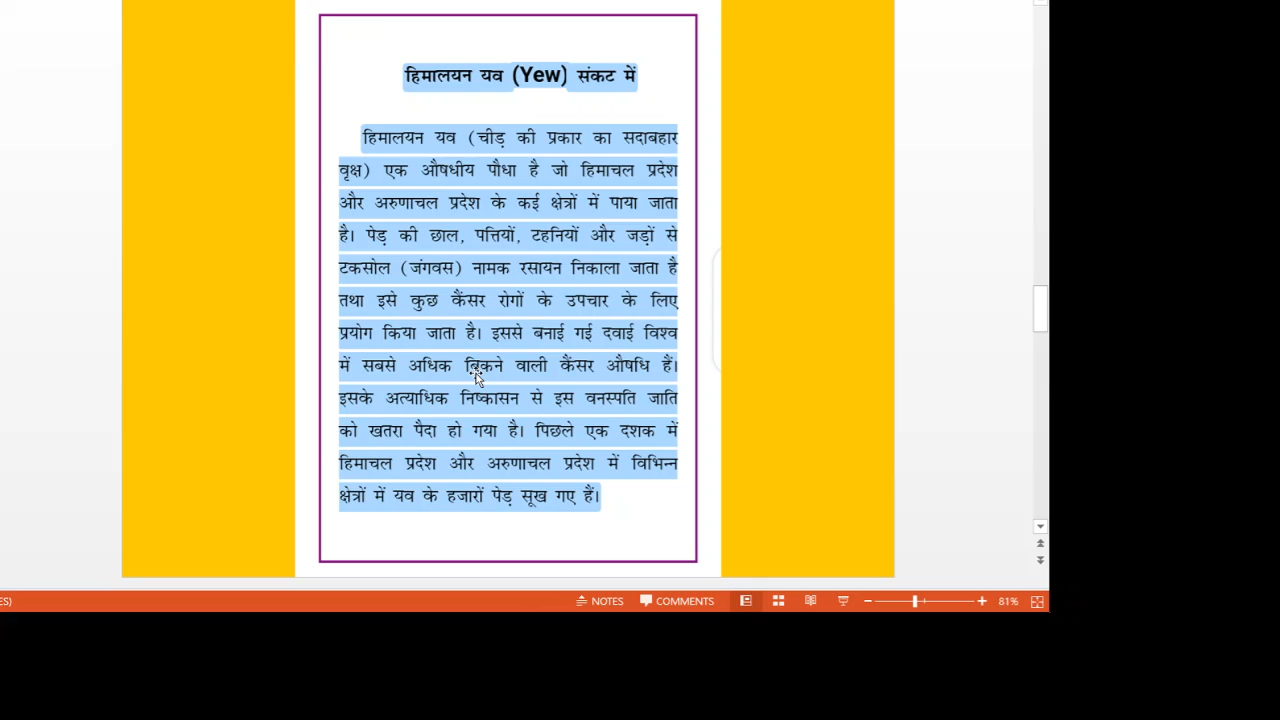 हिमालयन यव (Yew) संकट में
हिमालयन यव (चीड़ की प्रकार का सदाबहार
वृक्ष) एक औषधीय पौधा है जो हिमाचल प्रदेश
और अरुणाचल प्रदेश के कई क्षेत्रों में पाया जाता
है। पेड़ की छाल, पत्तियों, टहनियों और जड़ों से
टकसोल (जंगवस) नामक रसायन निकाला जाता है
तथा इसे कुछ कैंसर रोगों के उपचार के लिए
प्रयोग किया जाता है। इससे बनाई गई दवाई विश्व
में सबसे अधिक बिकने वाली कैंसर औषधि हैं।
इसके अत्याधिक निष्कासन से इस वनस्पति जाति
को खतरा पैदा हो गया है। पिछले एक दशक में
हिमाचल प्रदेश और अरुणाचल प्रदेश में विभिन्न
क्षेत्रों में यव के हजारों पेड़ सूख गए हैं।
ES) NOTES COMMENTS 81%